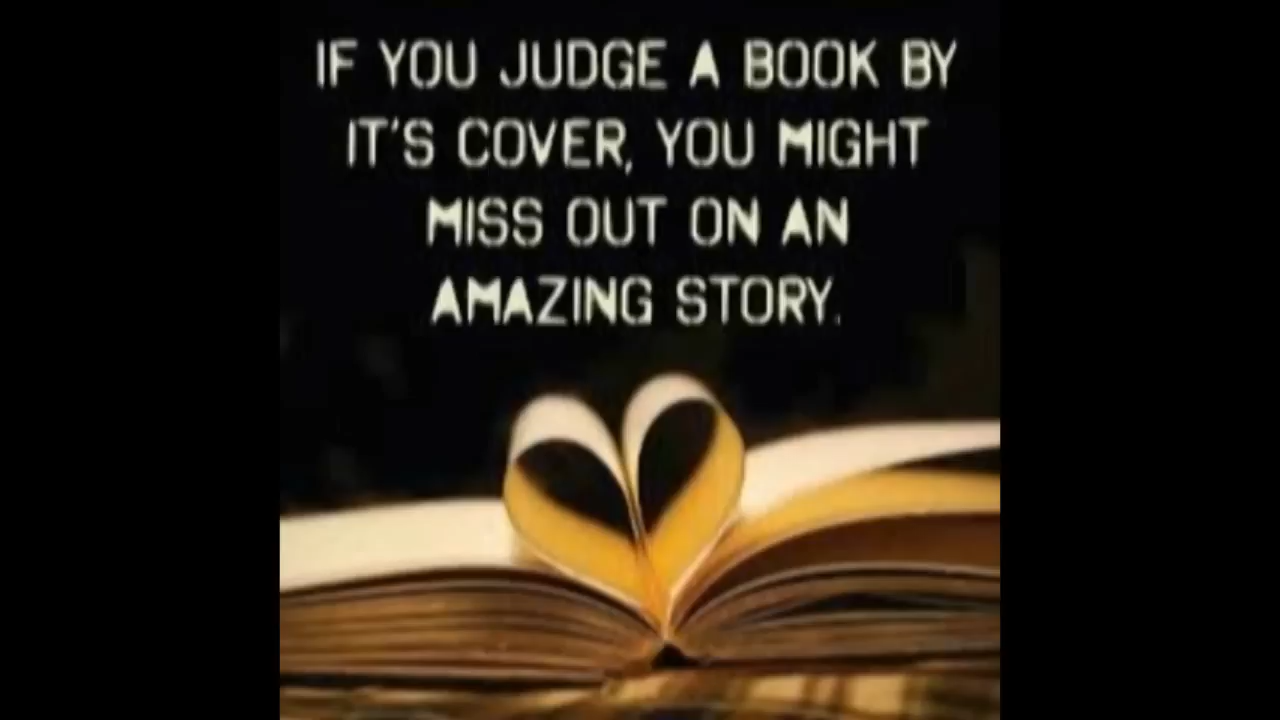 IF YOU JUDGE A BOOK BY
IT'S COVER, YOU MIGHT
MISS OUT ON AN
AMAZING STORY.